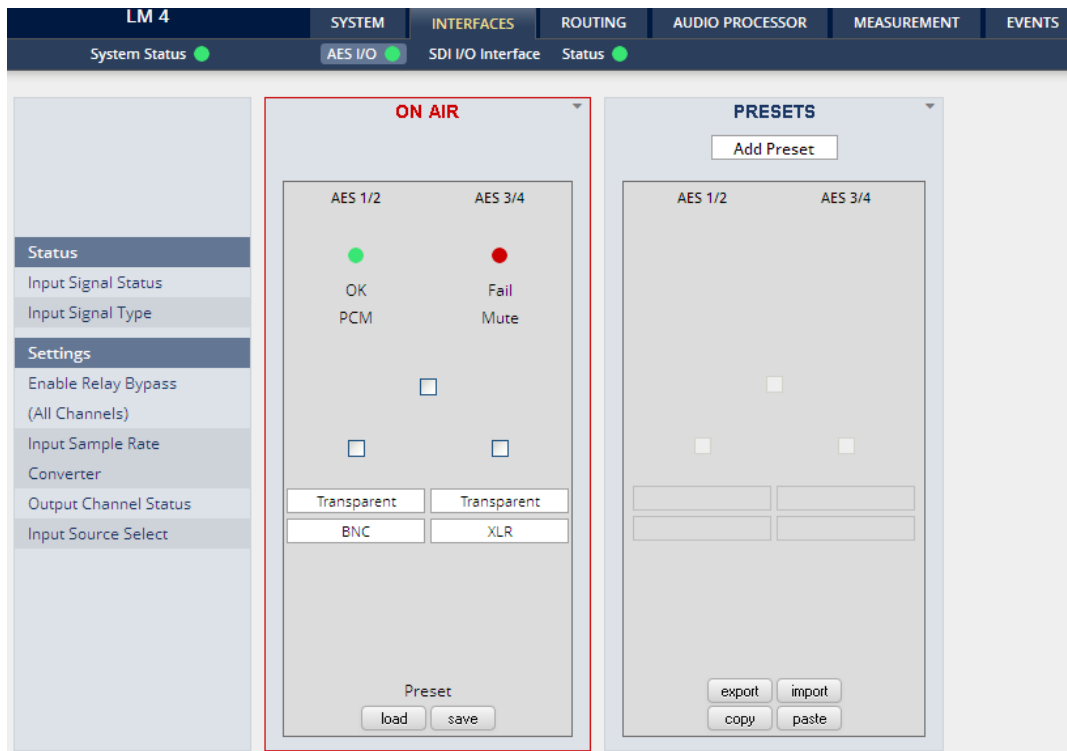 LM 4
SYSTEM
INTERFACES
ROUTING
AUDIO PROCESSOR
MEASUREMENT
EVENTS
System Status
AES I/O
SDI I/O Interface
Status
Status
Input Signal Status
Input Signal Type
Settings
Enable Relay Bypass
(All Channels)
Input Sample Rate
Converter
Output Channel Status
Input Source Select
ON AIR
AES 1/2 AES 3/4
OK Fail
PCM Mute
Transparent Transparent
BNC XLR
Preset
load save
PRESETS
Add Preset
AES 1/2 AES 3/4
export import
copy paste